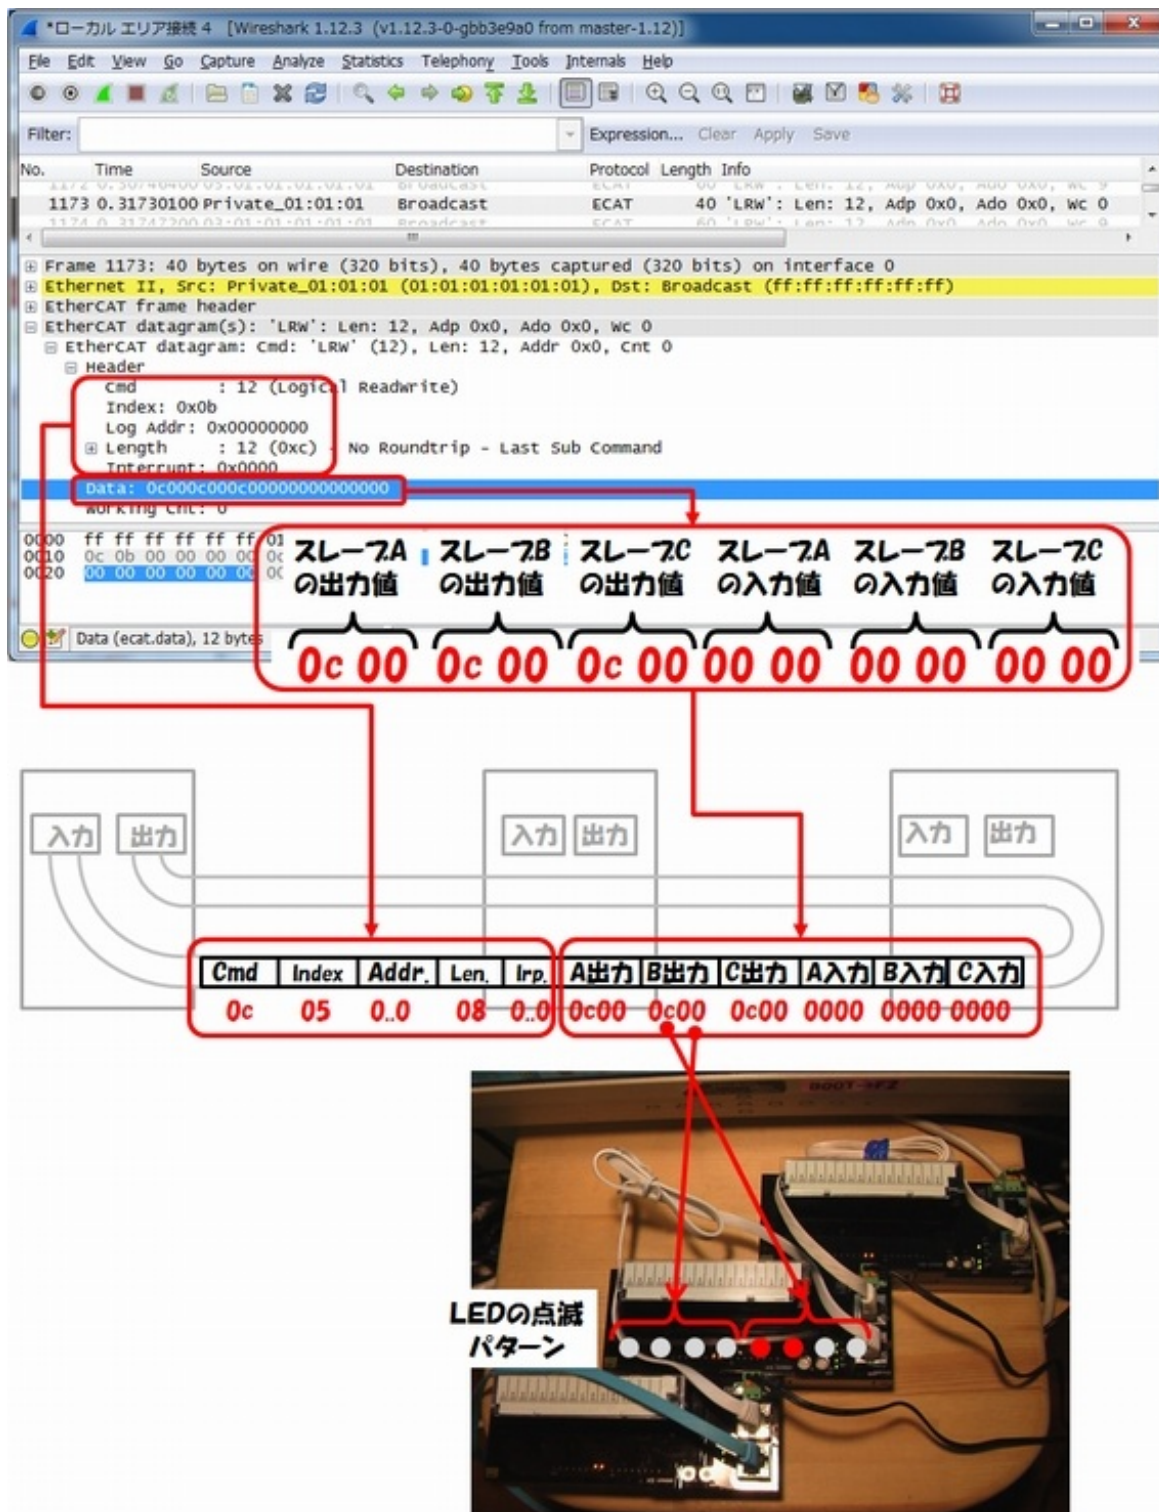 *ローカル エリア接続 4 [Wireshark 1.12.3 (v1.12.3-0-gbb3e9a0 from master-1.12)]
File Edit View Go Capture Analyze Statistics Telephony Tools Internals Help
Filter: Expression... Clear Apply Save
No. Time Source Destination Protocol Length Info
1173 0.31730100 Private_01:01:01 Broadcast ECAT 40 'LRW': Len: 12, Adp 0x0, Ado 0x0, Wc 0
Frame 1173: 40 bytes on wire (320 bits), 40 bytes captured (320 bits) on interface 0
Ethernet II, Src: Private_01:01:01 (01:01:01:01:01:01), Dst: Broadcast (ff:ff:ff:ff:ff:ff)
EtherCAT frame header
EtherCAT datagram(s): 'LRW': Len: 12, Adp 0x0, Ado 0x0, Wc 0
EtherCAT datagram: Cmd: 'LRW' (12), Len: 12, Addr 0x0, Cnt 0
Header
Cmd : 12 (Logical ReadWrite)
Index: 0x0b
Log Addr: 0x00000000
Length : 12 (0xc) - No Roundtrip - Last Sub Command
Interrupt: 0x0000
Data: 0c000c000c00000000000000
Working Cnt: 0
0000 ff ff ff ff ff ff 01
0010 0c 0b 00 00 00 00 0c
0020 00 00 00 00 00 00
Data (ecat.data), 12 bytes
スレーブA スレーブB スレーブC スレーブA スレーブB スレーブC
の出力値 の出力値 の出力値 の入力値 の入力値 の入力値
0c 00 0c 00 0c 00 00 00 00 00 00 00
入力 出力 入力 出力 入力 出力
Cmd Index Addr. Len. Irp. A出力 B出力 C出力 A入力 B入力 C入力
0c 05 0..0 08 0..0 0c00 0c00 0c00 0000 0000 0000
BOOT→F2
LEDの点滅
パターン